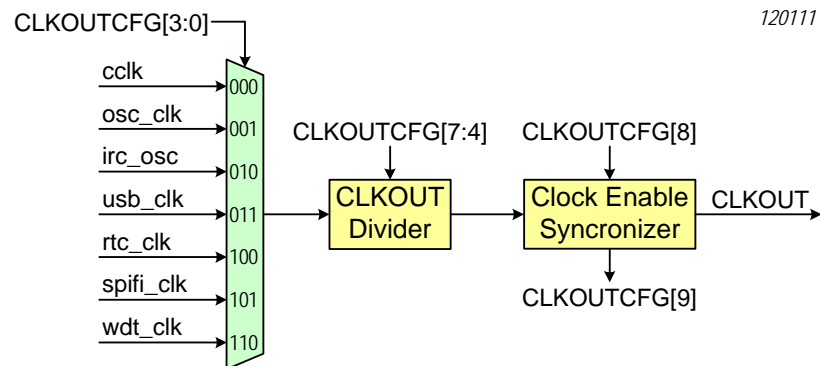 CLKOUTCFG[3:0]
120111
cclk
000
osc_clk
001
irc_osc
010
usb_clk
011
rtc_clk
100
spifi_clk
101
wdt_clk
110
CLKOUTCFG[7:4]
CLKOUT
Divider
CLKOUTCFG[8]
Clock Enable
Syncronizer
CLKOUT
CLKOUTCFG[9]